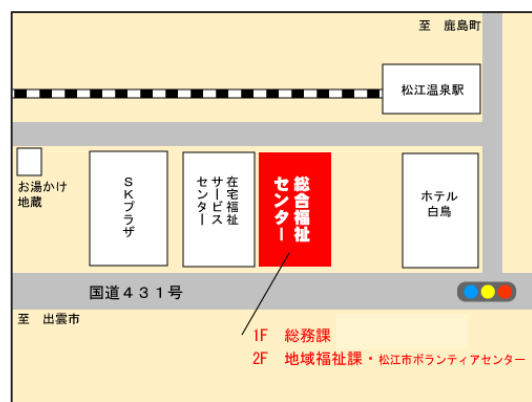 至　鹿島町
松江温泉駅
お湯かけ
地蔵
SKプラザ
在宅福祉
サービス
センター
総合福祉
センター
ホテル
白鳥
国道４３１号
至　出雲市
1F　総務課
2F　地域福祉課・松江市ボランティアセンター